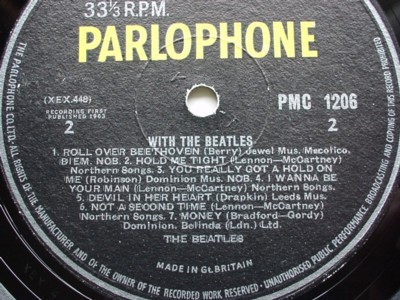 33⅓ R.P.M.
PARLOPHONE
(XEX.448)
RECORDING FIRST
PUBLISHED 1963
2
PMC 1206
2
WITH THE BEATLES
1. ROLL OVER BEETHOVEN (Berry) Jewel Mus. Mecolico.
BIEM. NCB. 2. HOLD ME TIGHT (Lennon—McCartney)
Northern Songs. 3. YOU REALLY GOT A HOLD ON
ME (Robinson) Dominion Mus. NCB. 4. I WANNA BE
YOUR MAN (Lennon—McCartney) Northern Songs.
5. DEVIL IN HER HEART (Drapkin) Leeds Mus.
6. NOT A SECOND TIME (Lennon—McCartney)
Northern Songs. 7. MONEY (Bradford—Gordy)
Dominion, Belinda (Ldn.) Ltd.
THE BEATLES
MADE IN GT. BRITAIN
THE PARLOPHONE CO. LTD. ALL RIGHTS OF THE MANUFACTURER AND OF THE OWNER OF THE RECORDED WORK RESERVED · UNAUTHORISED PUBLIC PERFORMANCE, BROADCASTING AND COPYING OF THIS RECORD PROHIBITED